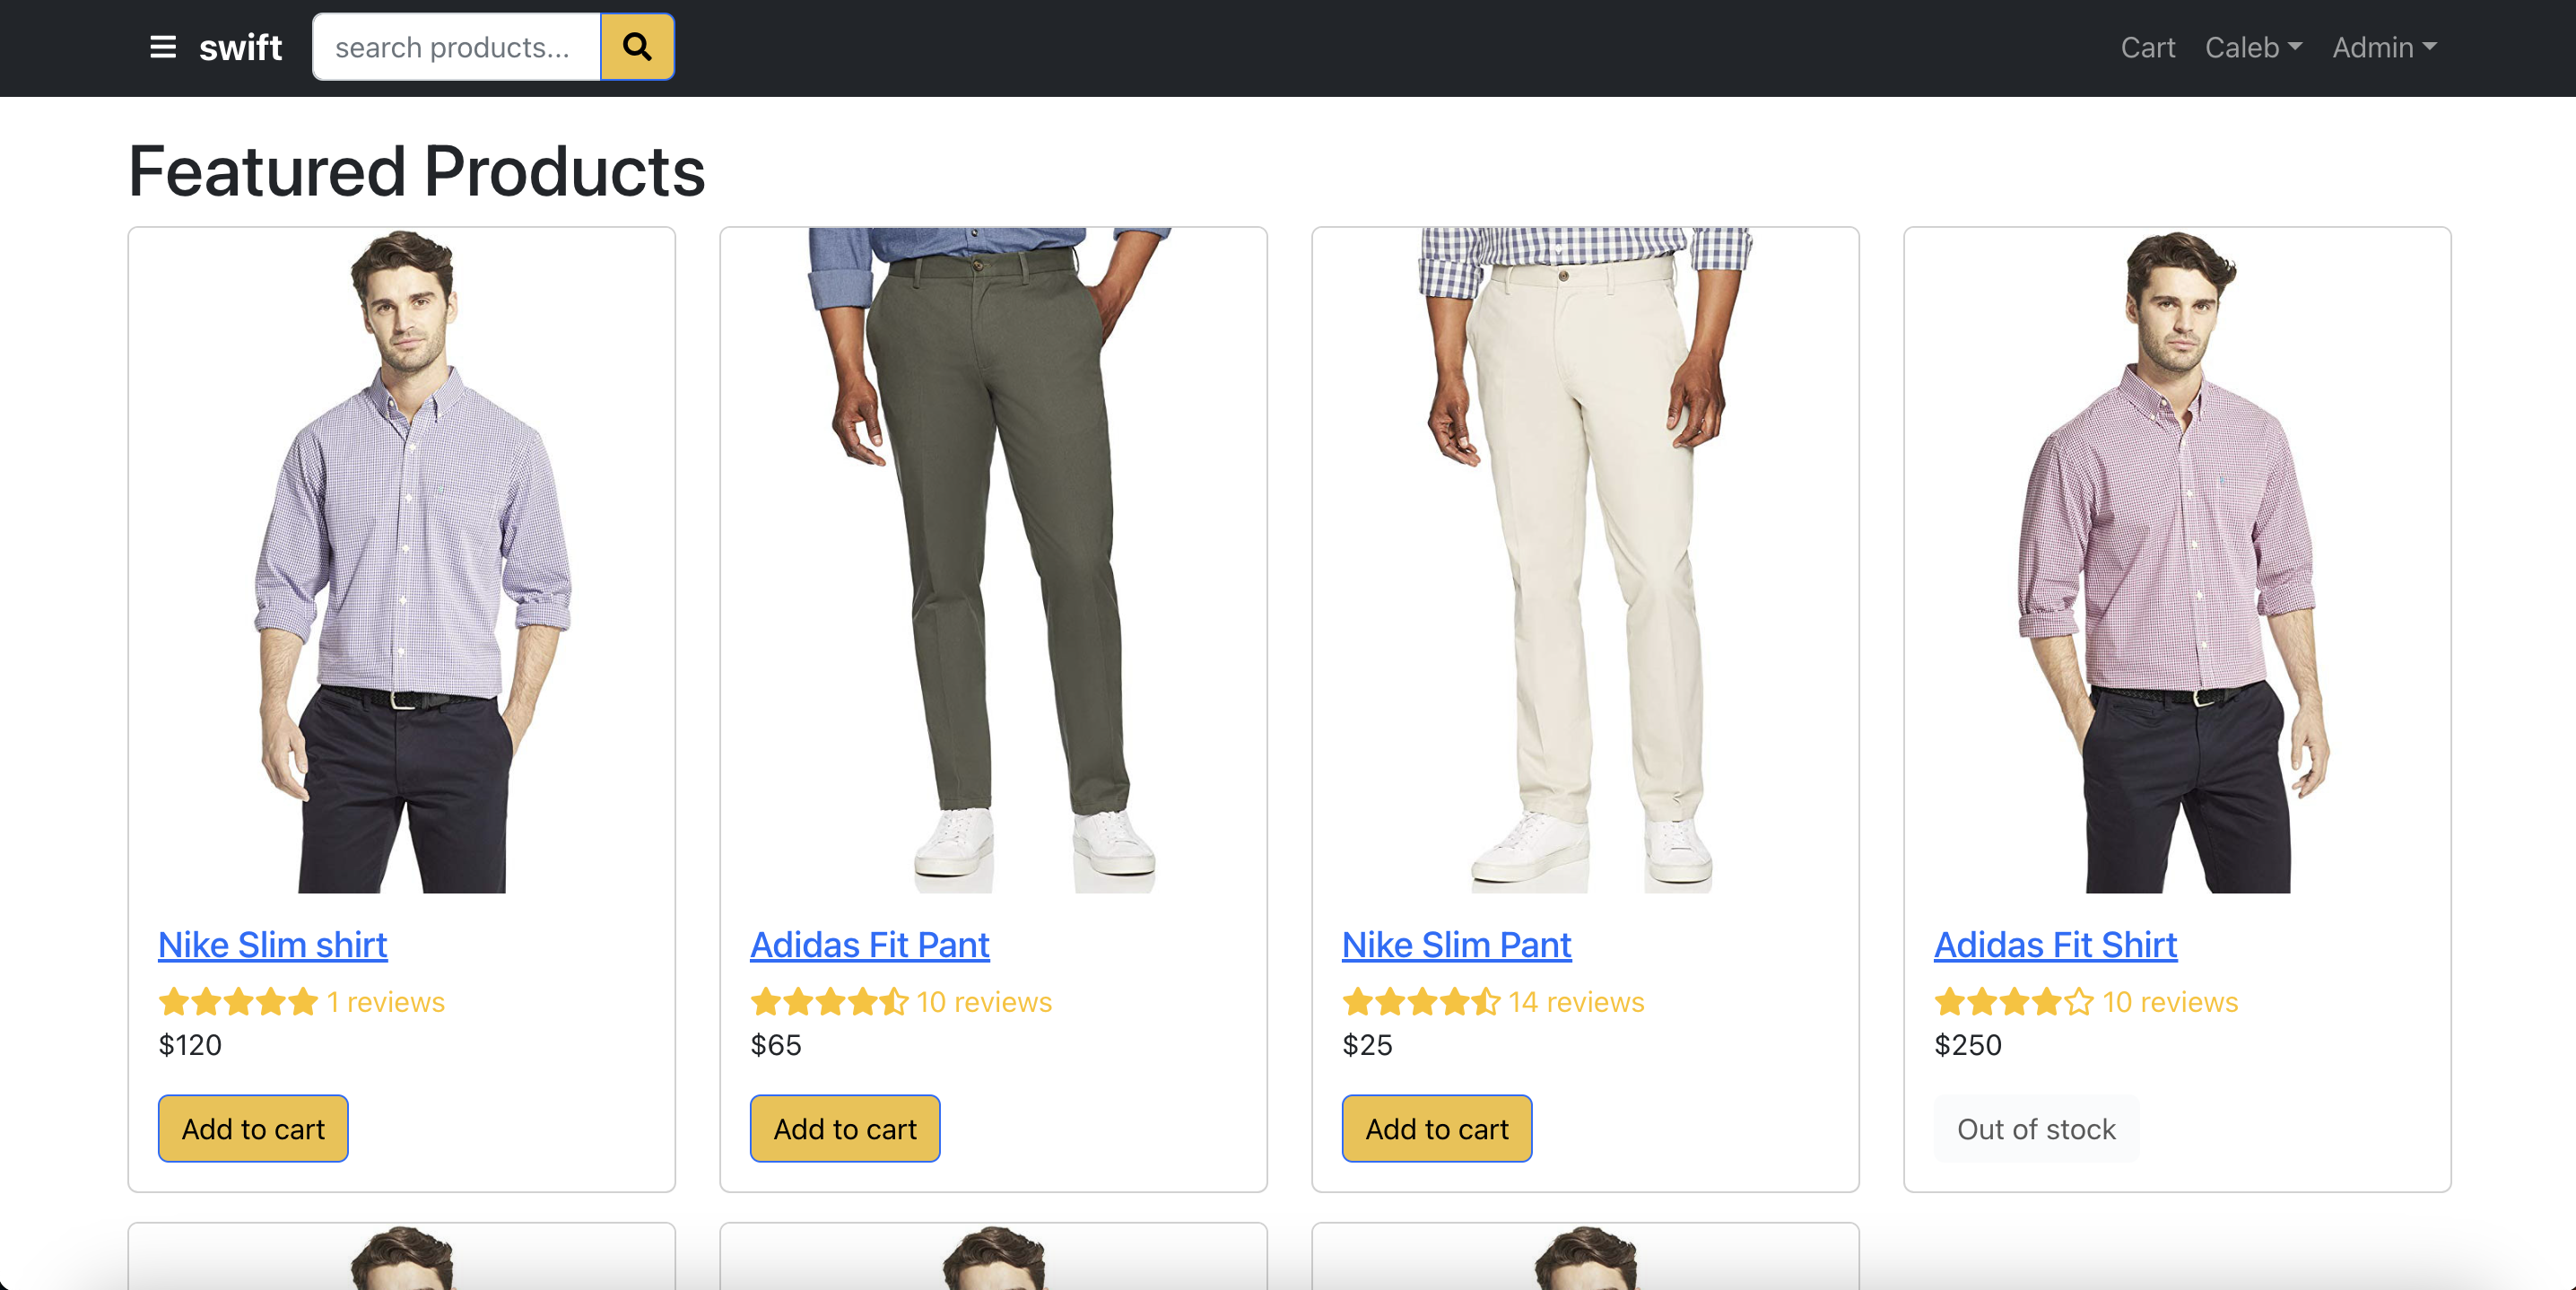 swift
search products...
Cart
Caleb
Admin
Featured Products
Nike Slim shirt
1 reviews
$120
Add to cart
Adidas Fit Pant
10 reviews
$65
Add to cart
Nike Slim Pant
14 reviews
$25
Add to cart
Adidas Fit Shirt
10 reviews
$250
Out of stock